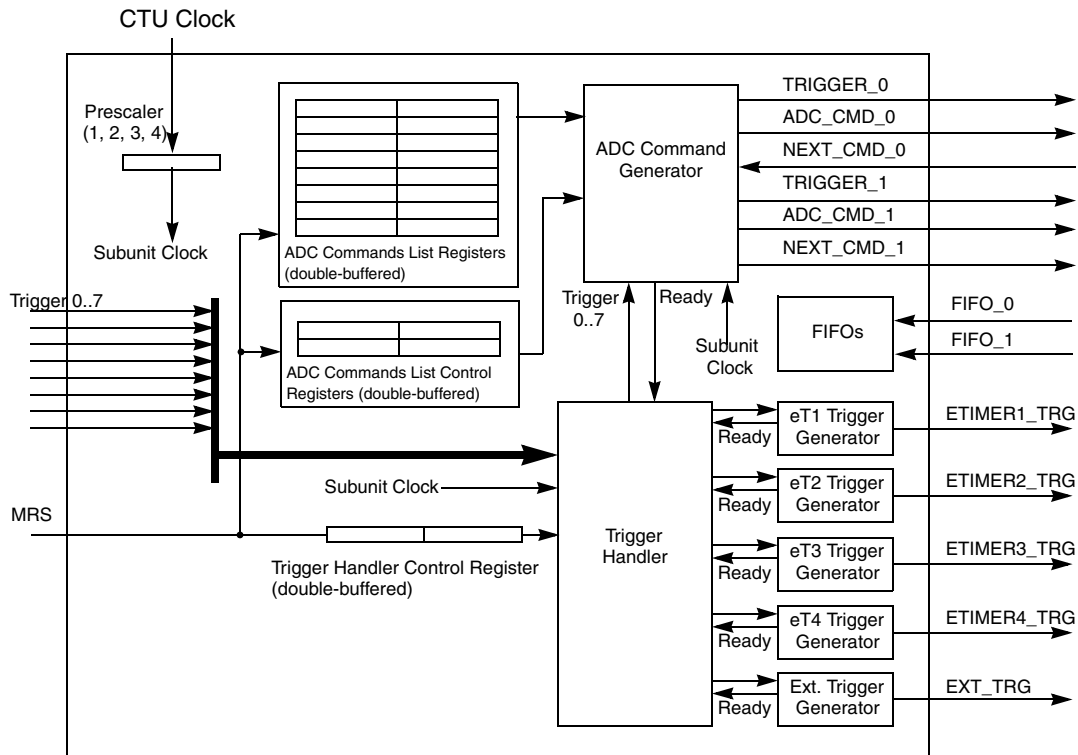 CTU Clock
Prescaler
(1, 2, 3, 4)
Subunit Clock
ADC Commands List Registers
(double-buffered)
ADC Commands List Control
Registers (double-buffered)
ADC Command
Generator
TRIGGER_0
ADC_CMD_0
NEXT_CMD_0
TRIGGER_1
ADC_CMD_1
NEXT_CMD_1
Trigger 0..7
Trigger
0..7
Ready
Subunit
Clock
FIFOs
FIFO_0
FIFO_1
Subunit Clock
MRS
Trigger Handler Control Register
(double-buffered)
Trigger
Handler
Ready
eT1 Trigger
Generator
ETIMER1_TRG
Ready
eT2 Trigger
Generator
ETIMER2_TRG
Ready
eT3 Trigger
Generator
ETIMER3_TRG
Ready
eT4 Trigger
Generator
ETIMER4_TRG
Ready
Ext. Trigger
Generator
EXT_TRG